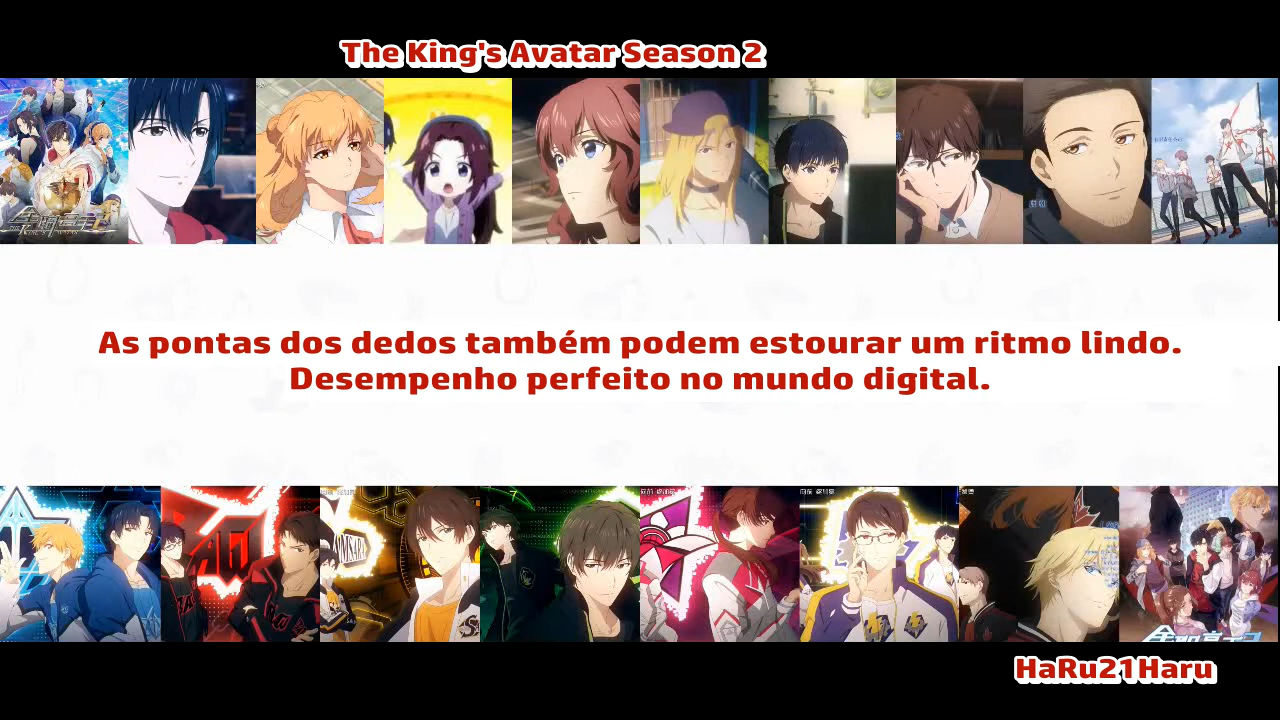 The King's Avatar Season 2
As pontas dos dedos também podem estourar um ritmo lindo.
Desempenho perfeito no mundo digital.
HaRu21Haru